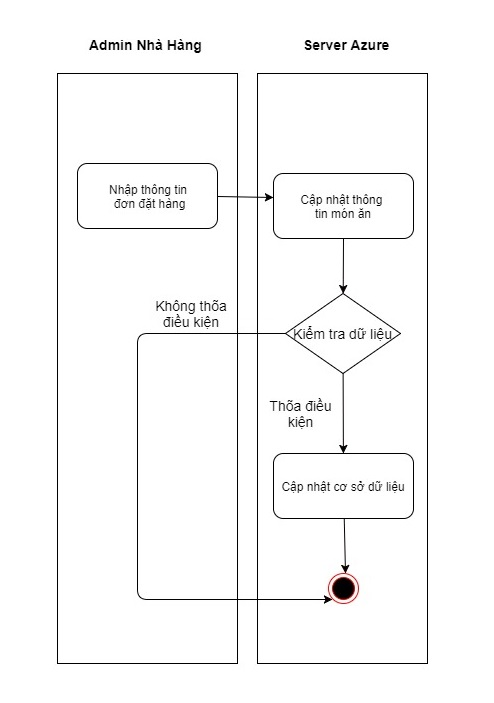 Admin Nhà Hàng
Server Azure
Nhập thông tin
đơn đặt hàng
Cập nhật thông
tin món ăn
Không thõa
điều kiện
Kiểm tra dữ liệu
Thõa điều
kiện
Cập nhật cơ sở dữ liệu